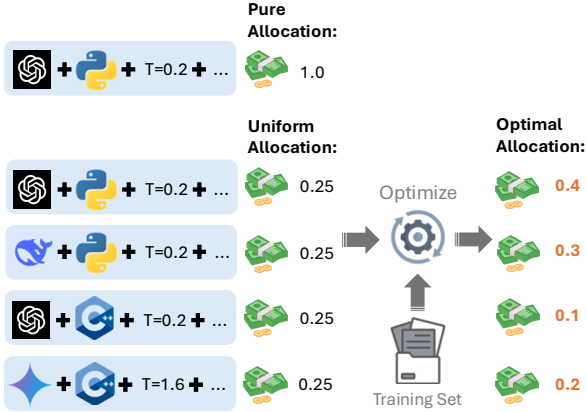 Pure
Allocation:
+ + T=0.2 + ... 1.0
Uniform
Allocation:
Optimal
Allocation:
+ + T=0.2 + ... 0.25
Optimize
0.4
+ + T=0.2 + ... 0.25
0.3
+ C++ + T=0.2 + ... 0.25
0.1
+ C++ + T=1.6 + ... 0.25
Training Set
0.2